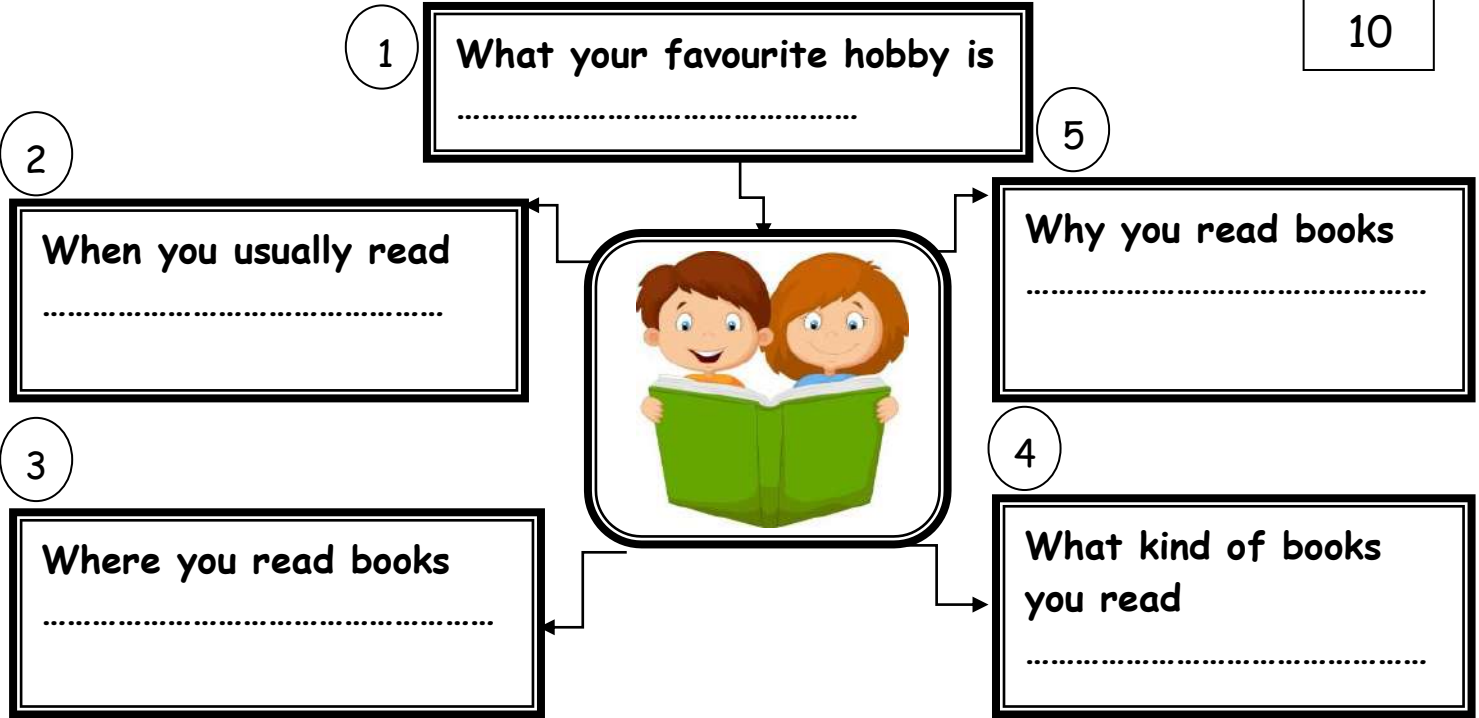 10
1
What your favourite hobby is
................................................
2
When you usually read
................................................
3
Where you read books
......................................................
4
What kind of books
you read
................................................
5
Why you read books
................................................